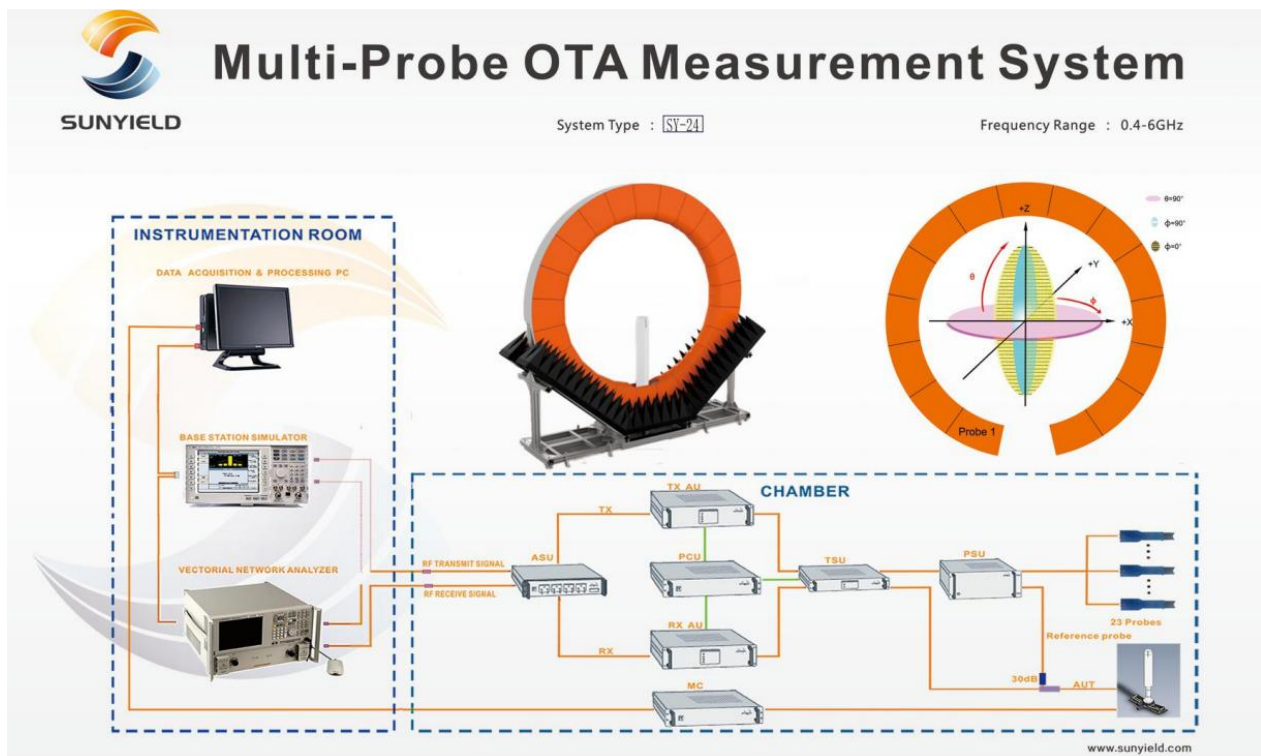 SUNYIELD
Multi-Probe OTA Measurement System
System Type : SY-24
Frequency Range : 0.4-6GHz
INSTRUMENTATION ROOM
DATA ACQUISITION & PROCESSING PC
BASE STATION SIMULATOR
VECTORIAL NETWORK ANALYZER
+Z
θ
+Y
ϕ
+X
Probe 1
θ=90°
ϕ=90°
ϕ=0°
CHAMBER
RF TRANSMIT SIGNAL
RF RECEIVE SIGNAL
ASU
TX
RX
TX AU
PCU
RX AU
MC
TSU
PSU
23 Probes
Reference probe
30dB
AUT
www.sunyield.com